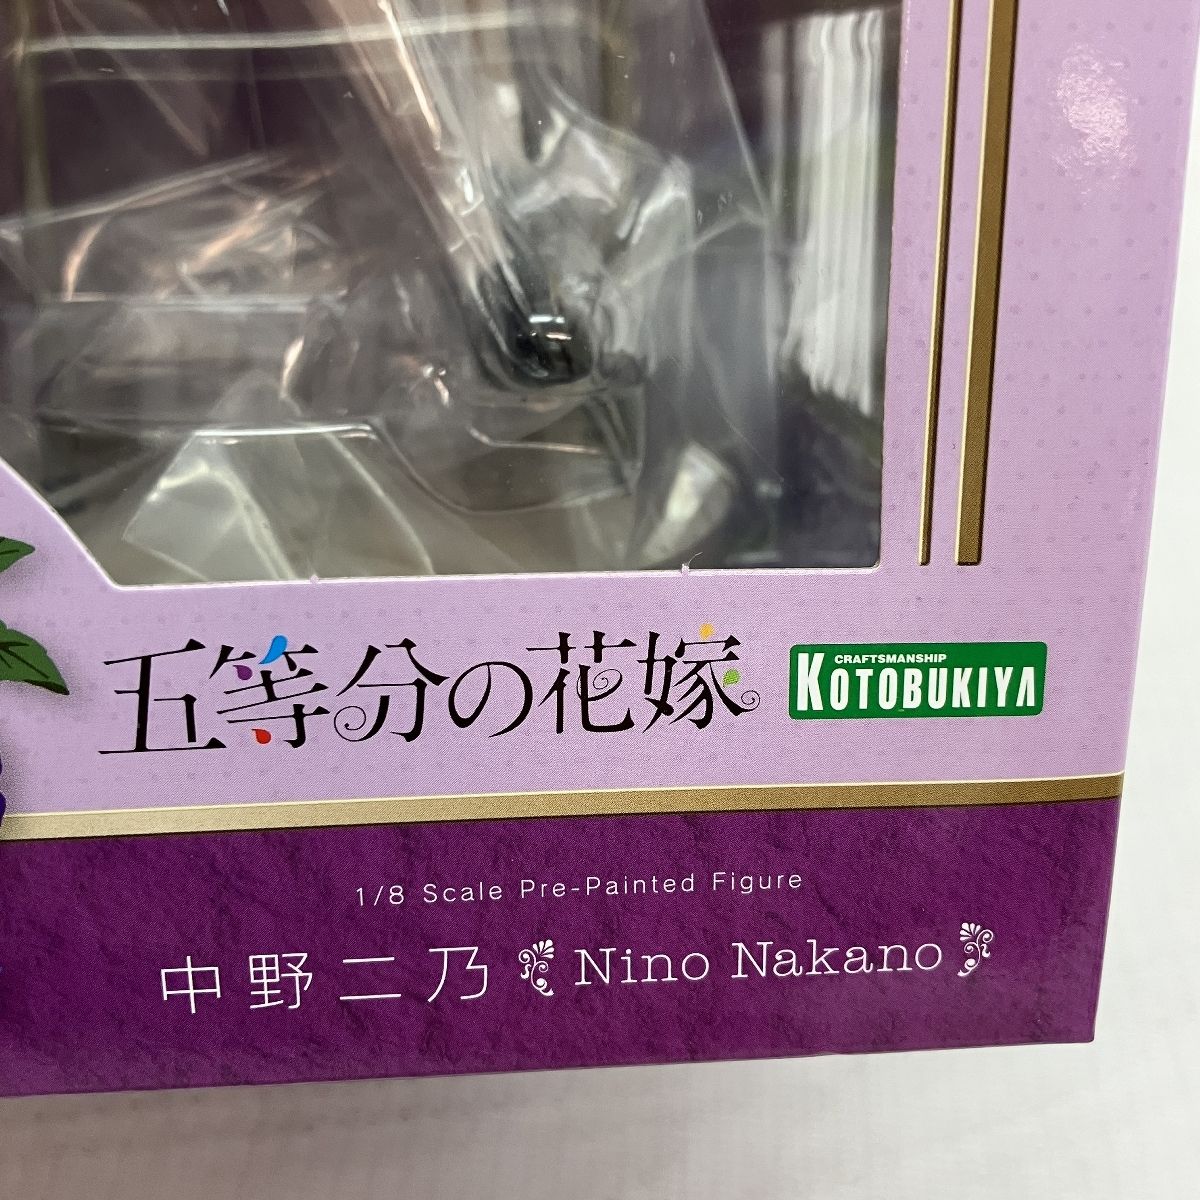 五等分の花嫁
CRAFTSMANSHIP
KOTOBUKIYA
1/8 Scale Pre-Painted Figure
中野二乃 Nino Nakano